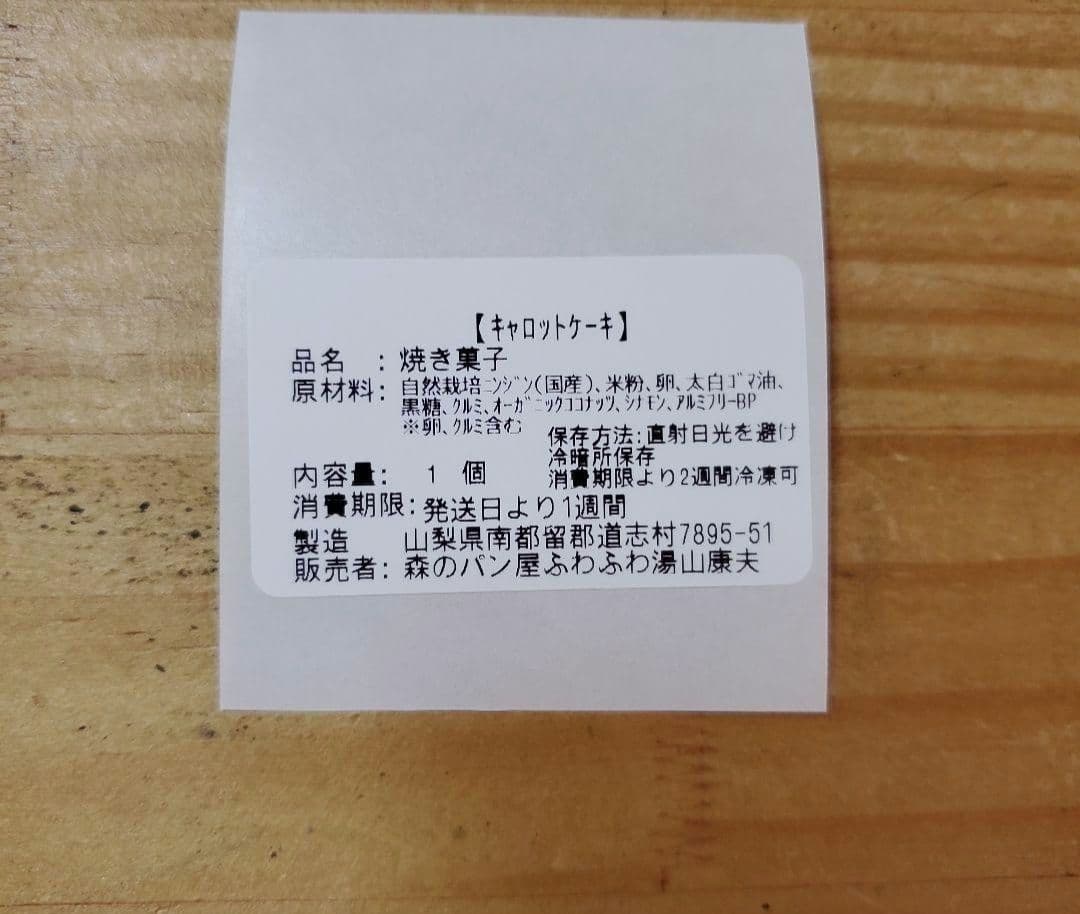 【ｷｬﾛｯﾄケーキ】
品名　：焼き菓子
原材料：自然栽培ﾆﾝｼﾞﾝ(国産)、米粉、卵、太白ｺﾞﾏ油、
黒糖、ｸﾙﾐ、ｵｰｶﾞﾆｯｸｺｺﾅｯﾂ、ｼﾅﾓﾝ、ｱﾙﾐﾌﾘｰBP
※卵、ｸﾙﾐ含む
保存方法：直射日光を避け
冷暗所保存
消費期限より2週間冷凍可
内容量：　1 個
消費期限：発送日より1週間
製造　山梨県南都留郡道志村7895-51
販売者：森のパン屋ふわふわ湯山康夫